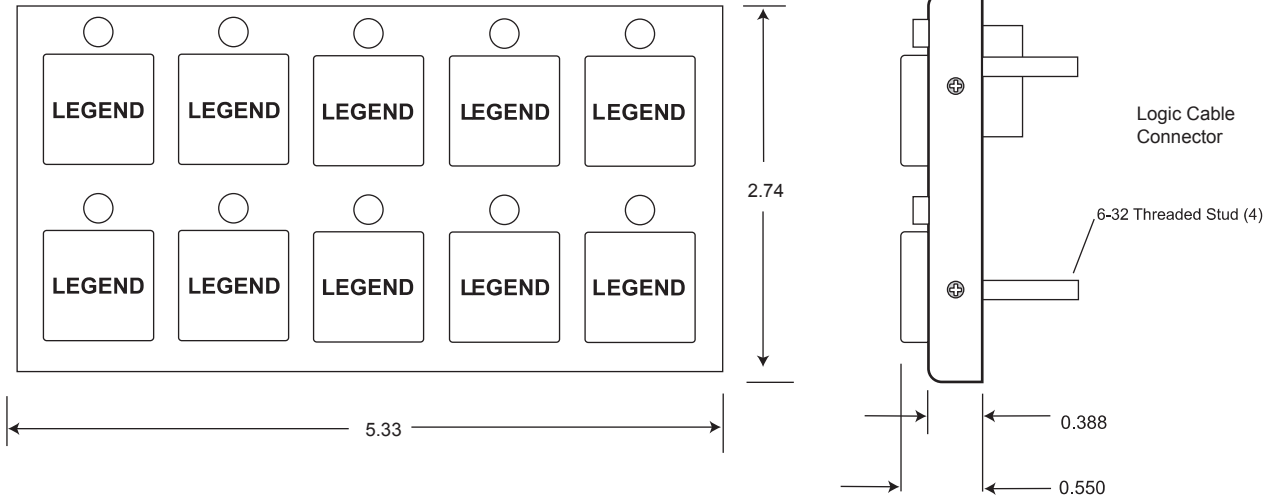 LEGEND LEGEND LEGEND LEGEND LEGEND
LEGEND LEGEND LEGEND LEGEND LEGEND
2.74
5.33
Logic Cable
Connector
6-32 Threaded Stud (4)
0.388
0.550